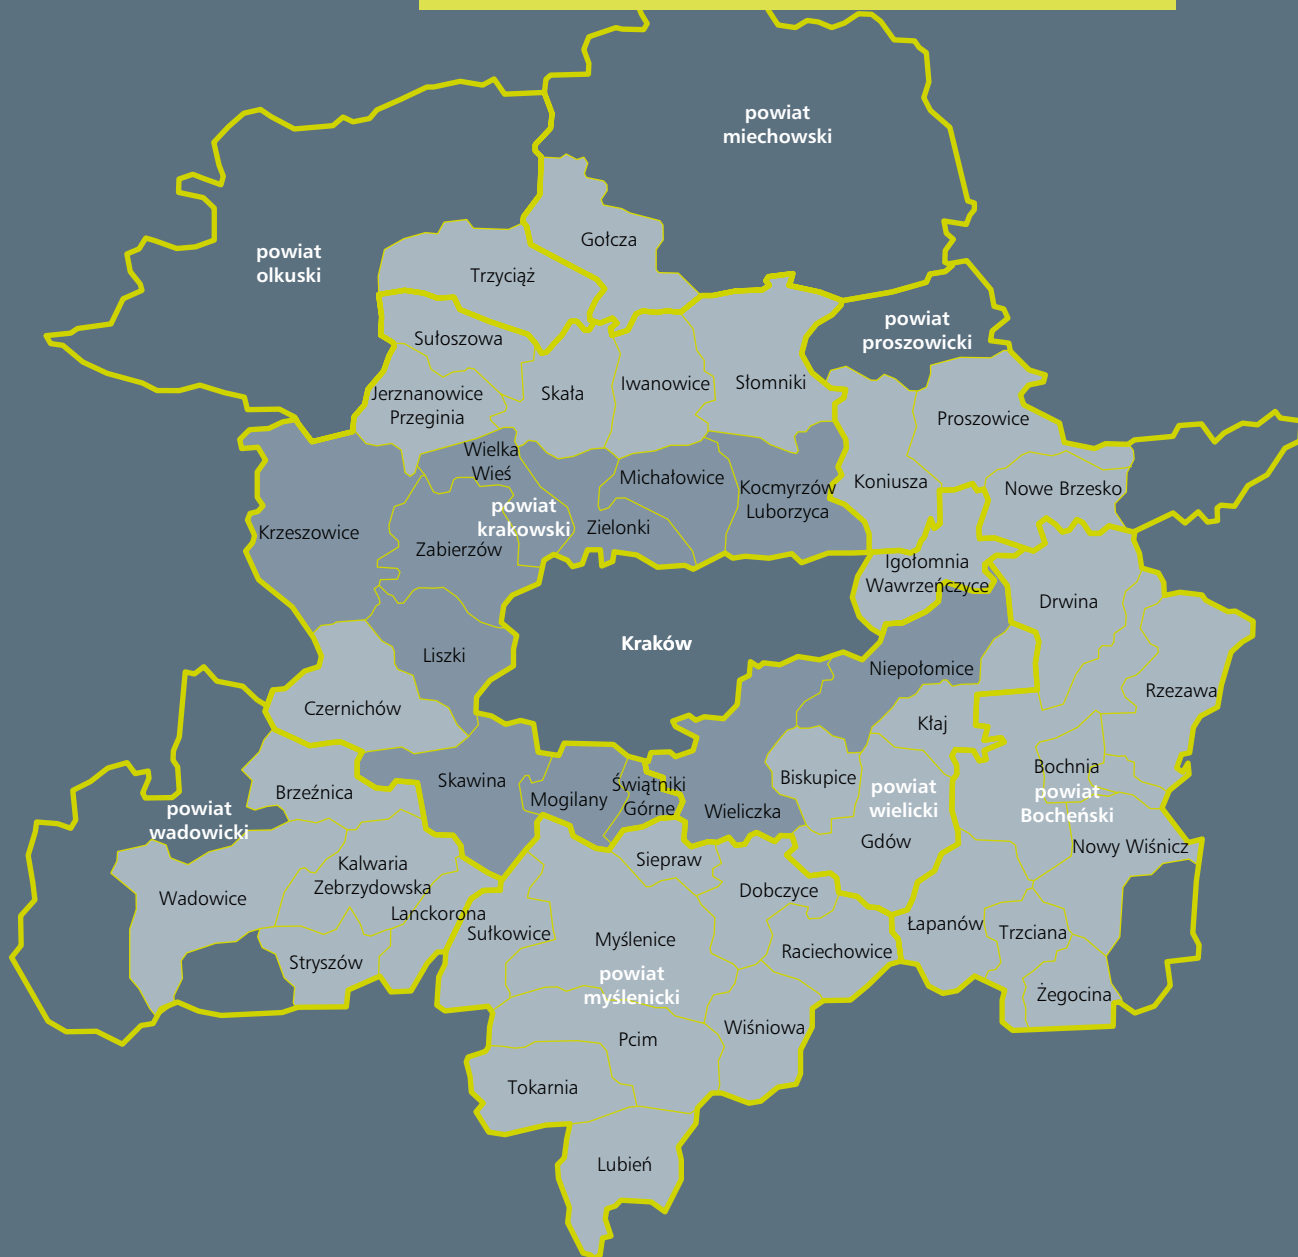 powiat
miechowski
Gołcza
powiat
olkuski
Trzyciąż
powiat
proszowicki
Sułoszowa
Jerznanowice
Przeginia
Skała
Iwanowice
Słomniki
Proszowice
Wielka
Wieś
Michałowice
Kocmyrzów
Luborzyca
Koniusza
Nowe Brzesko
powiat
krakowski
Krzeszowice
Zabierzów
Zielonki
Igołomnia
Wawrzeńczyce
Drwina
Kraków
Liszki
Niepołomice
Rzezawa
Czernichów
Kłaj
Skawina
Mogilany
Świątniki
Górne
Wieliczka
Biskupice
powiat
wielicki
Bochnia
powiat
Bocheński
Brzeźnica
powiat
wadowicki
Gdów
Nowy Wiśnicz
Kalwaria
Zebrzydowska
Siepraw
Dobczyce
Wadowice
Lanckorona
Sułkowice
Myślenice
Raciechowice
Łapanów
Trzciana
Stryszów
powiat
myślenicki
Żegocina
Wiśniowa
Pcim
Tokarnia
Lubień